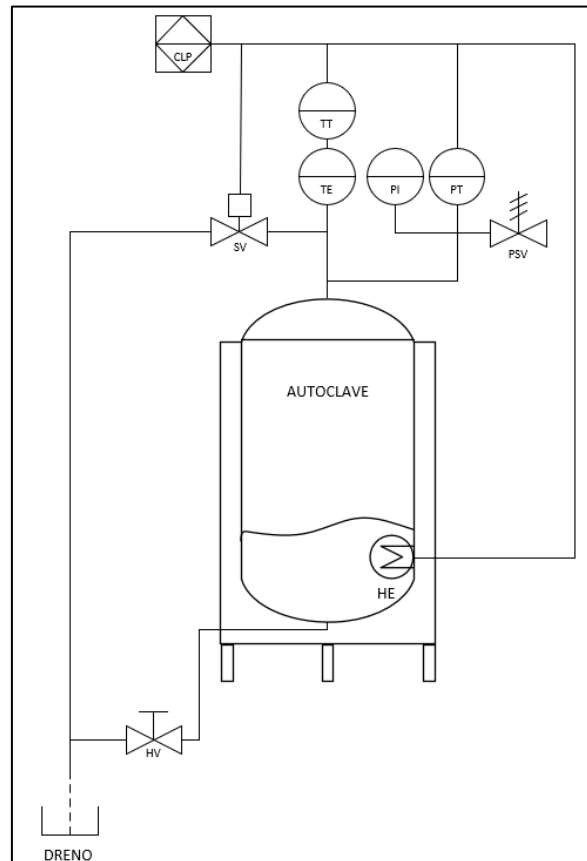 CLP
TT
TE
PI
PT
SV
PSV
AUTOCLAVE
HE
HV
DRENO